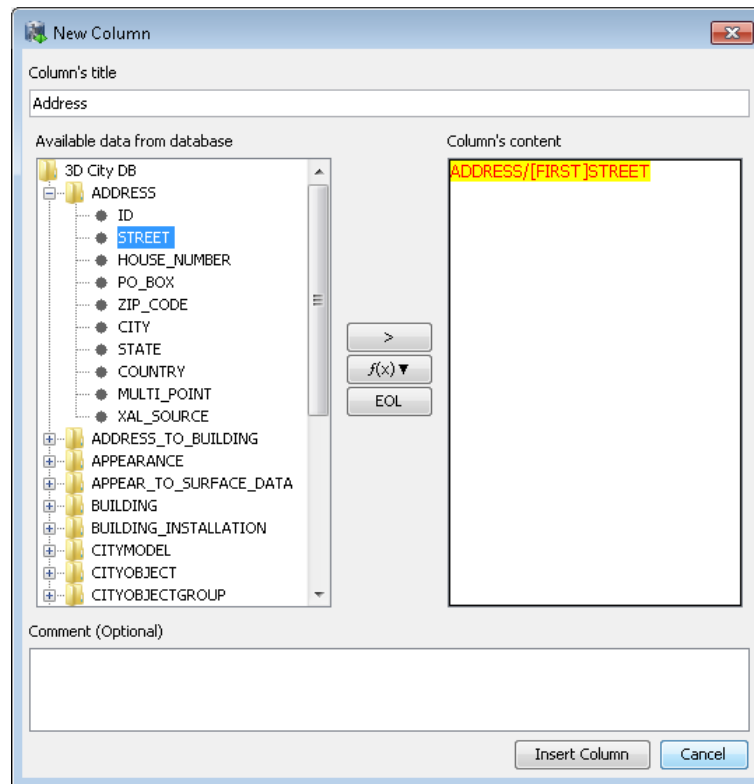 New Column
Column's title
Address
Available data from database
3D City DB
ADDRESS
ID
STREET
HOUSE_NUMBER
PO_BOX
ZIP_CODE
CITY
STATE
COUNTRY
MULTI_POINT
XAL_SOURCE
ADDRESS_TO_BUILDING
APPEARANCE
APPEAR_TO_SURFACE_DATA
BUILDING
BUILDING_INSTALLATION
CITYMODEL
CITYOBJECT
CITYOBJECTGROUP
>
f(x) ▼
EOL
Column's content
ADDRESS/[FIRST]STREET
Comment (Optional)
Insert Column
Cancel